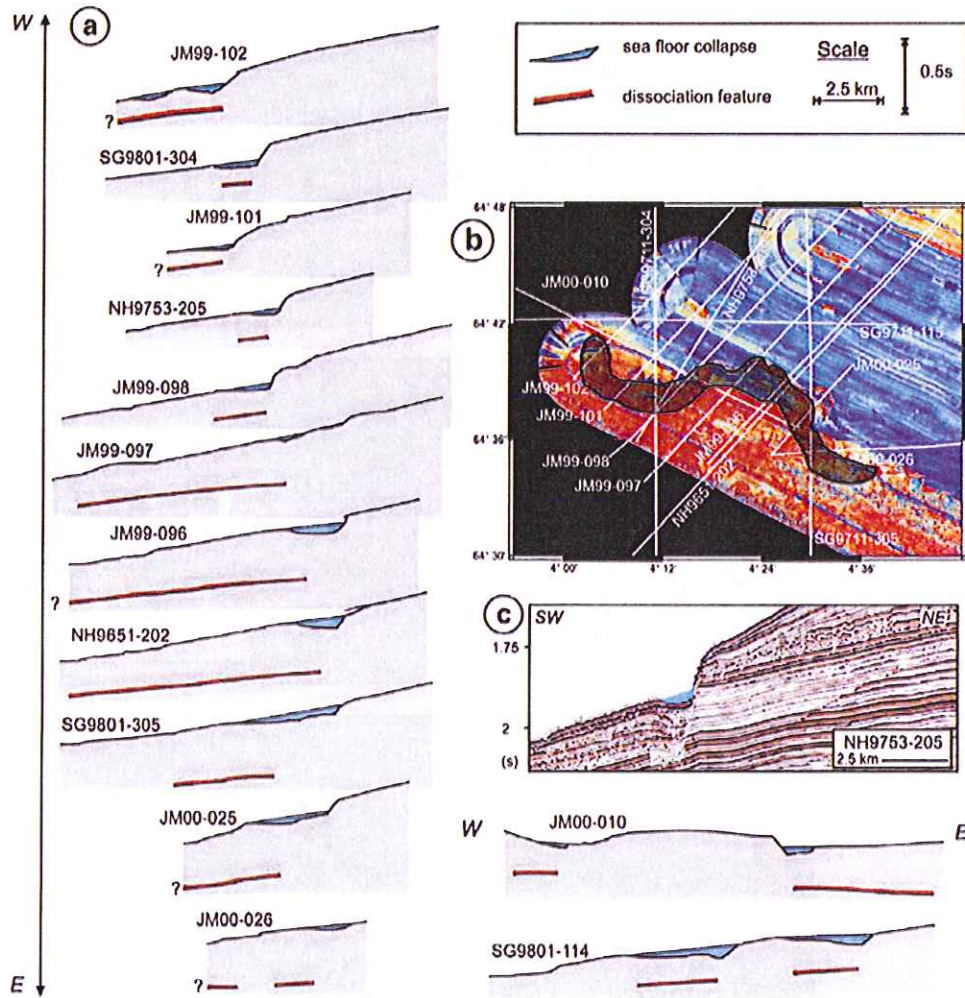 W
a
JM99-102
?
SG9801-304
JM99-101
?
NH9753-205
JM99-098
JM99-097
JM99-096
?
NH9651-202
SG9801-305
JM00-025
?
JM00-026
?
E
sea floor collapse
dissociation feature
Scale
2.5 km
0.5s
b
64° 48'
64° 42'
64° 36'
64° 30'
4° 00'
4° 12'
4° 24'
4° 36'
JM00-010
SG9711-304
SG9711-115
JM00-025
JM99-102
JM99-101
JM99-098
JM99-097
NH9651-202
SG9711-305
c
SW
NE
1.75
2
(s)
NH9753-205
2.5 km
W
JM00-010
E
SG9801-114